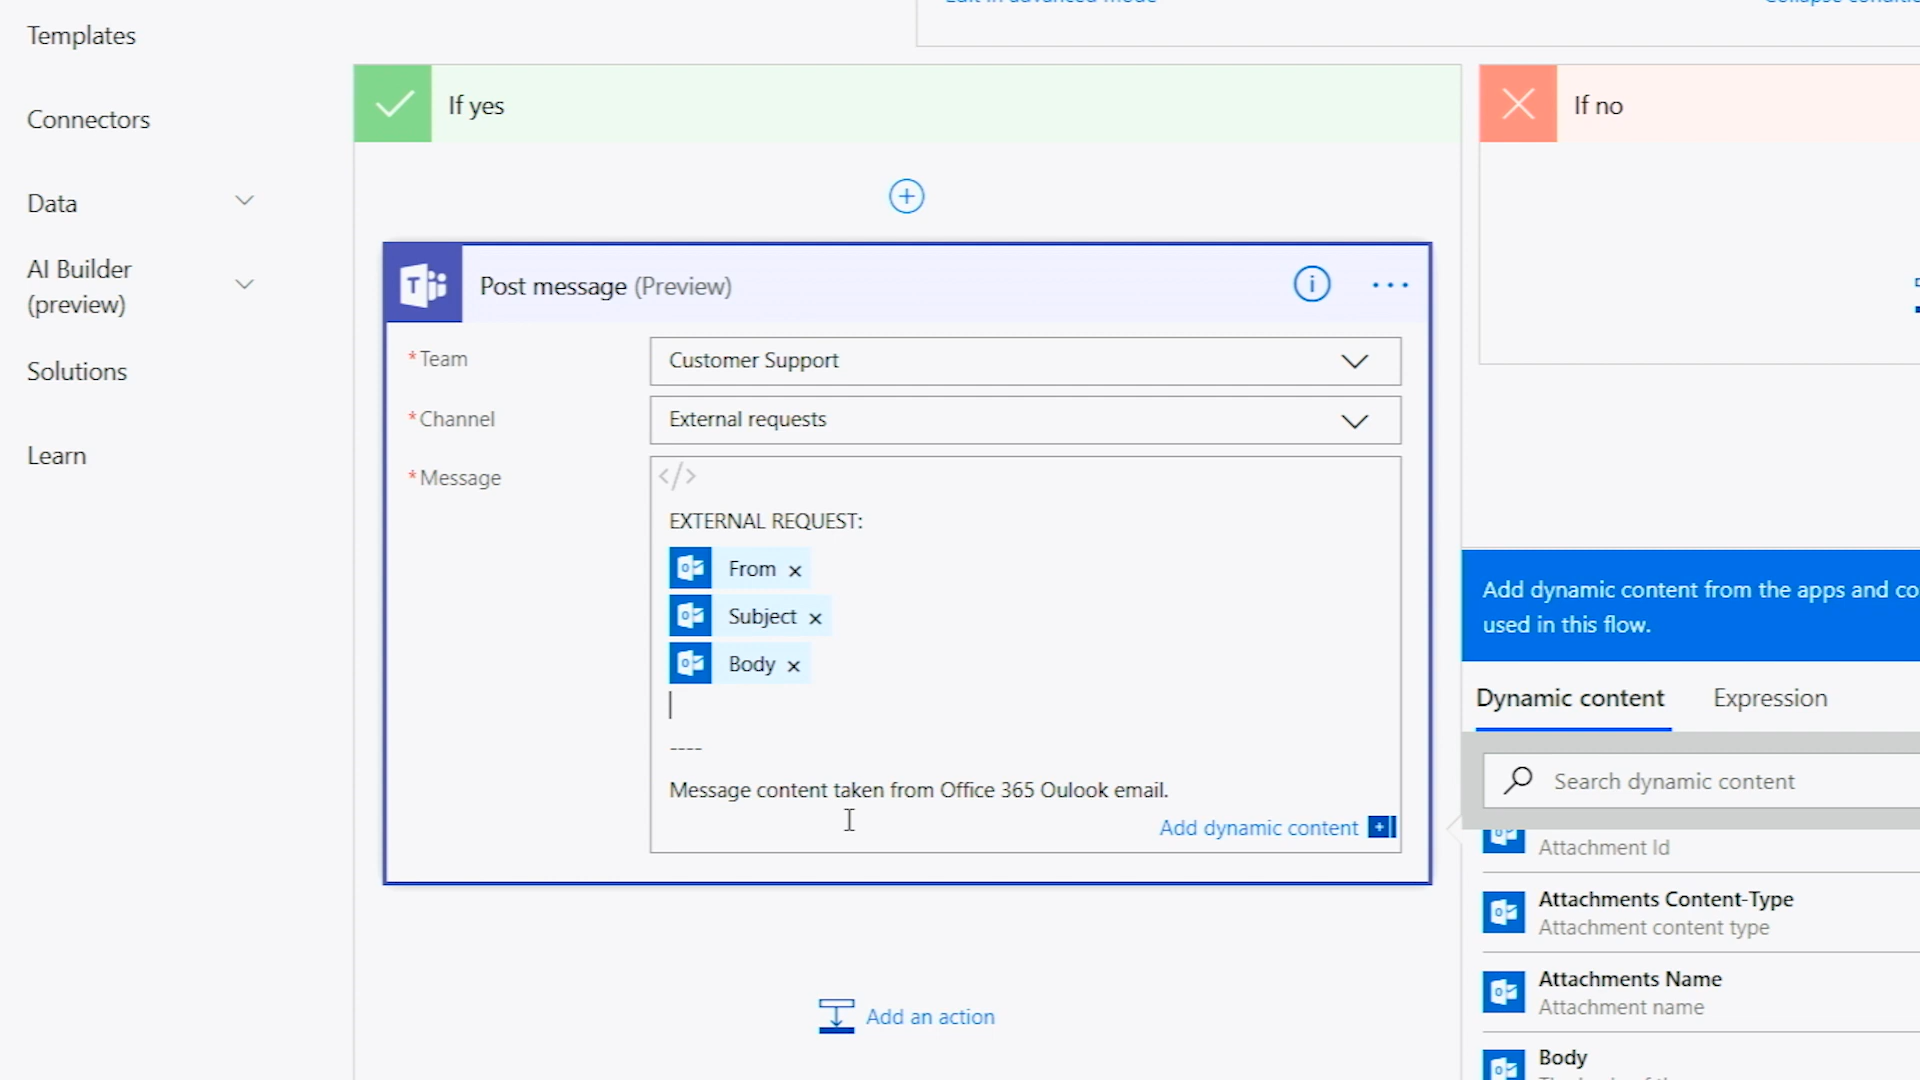 Templates
Connectors
Data
AI Builder
(preview)
Solutions
Learn
If yes
Post message (Preview)
*Team
Customer Support
*Channel
External requests
*Message
</>
EXTERNAL REQUEST:
From ×
Subject ×
Body ×
----
Message content taken from Office 365 Oulook email.
Add dynamic content
Add an action
If no
Add dynamic content from the apps and co
used in this flow.
Dynamic content
Expression
Search dynamic content
Attachment Id
Attachments Content-Type
Attachment content type
Attachments Name
Attachment name
Body